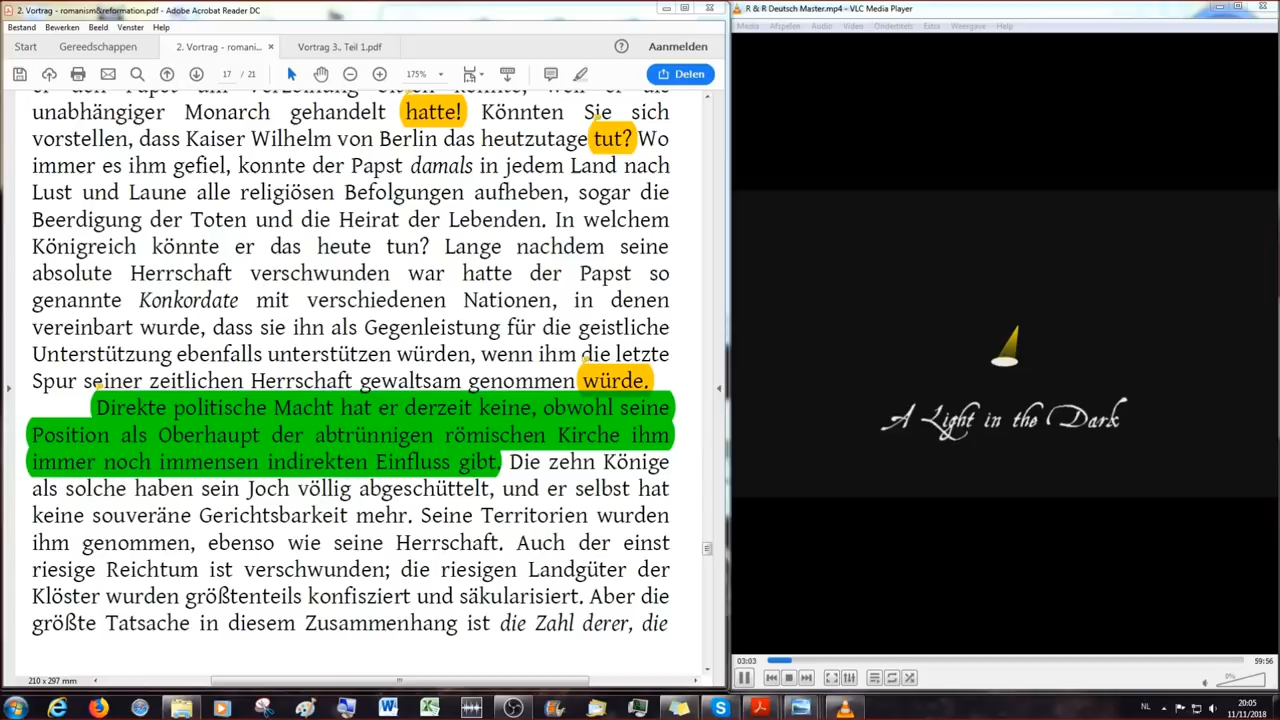 2. Vortrag - romanism&reformation.pdf - Adobe Acrobat Reader DC
Bestand Bewerken Beeld Venster Help
Start Gereedschappen 2. Vortrag - romani... × Vortrag 3.. Teil 1.pdf Aanmelden
17 / 21 175% Delen
unabhängiger Monarch gehandelt hatte! Könnten Sie sich
vorstellen, dass Kaiser Wilhelm von Berlin das heutzutage tut? Wo
immer es ihm gefiel, konnte der Papst damals in jedem Land nach
Lust und Laune alle religiösen Befolgungen aufheben, sogar die
Beerdigung der Toten und die Heirat der Lebenden. In welchem
Königreich könnte er das heute tun? Lange nachdem seine
absolute Herrschaft verschwunden war hatte der Papst so
genannte Konkordate mit verschiedenen Nationen, in denen
vereinbart wurde, dass sie ihn als Gegenleistung für die geistliche
Unterstützung ebenfalls unterstützen würden, wenn ihm die letzte
Spur seiner zeitlichen Herrschaft gewaltsam genommen würde.
Direkte politische Macht hat er derzeit keine, obwohl seine
Position als Oberhaupt der abtrünnigen römischen Kirche ihm
immer noch immensen indirekten Einfluss gibt. Die zehn Könige
als solche haben sein Joch völlig abgeschüttelt, und er selbst hat
keine souveräne Gerichtsbarkeit mehr. Seine Territorien wurden
ihm genommen, ebenso wie seine Herrschaft. Auch der einst
riesige Reichtum ist verschwunden; die riesigen Landgüter der
Klöster wurden größtenteils konfisziert und säkularisiert. Aber die
größte Tatsache in diesem Zusammenhang ist die Zahl derer, die
210 x 297 mm
R & R Deutsch Master.mp4 - VLC Media Player
Media Afspelen Audio Video Ondertitels Extra Weergave Help
A Light in the Dark
03:03 59:56
0%
NL 20:05
11/11/2018